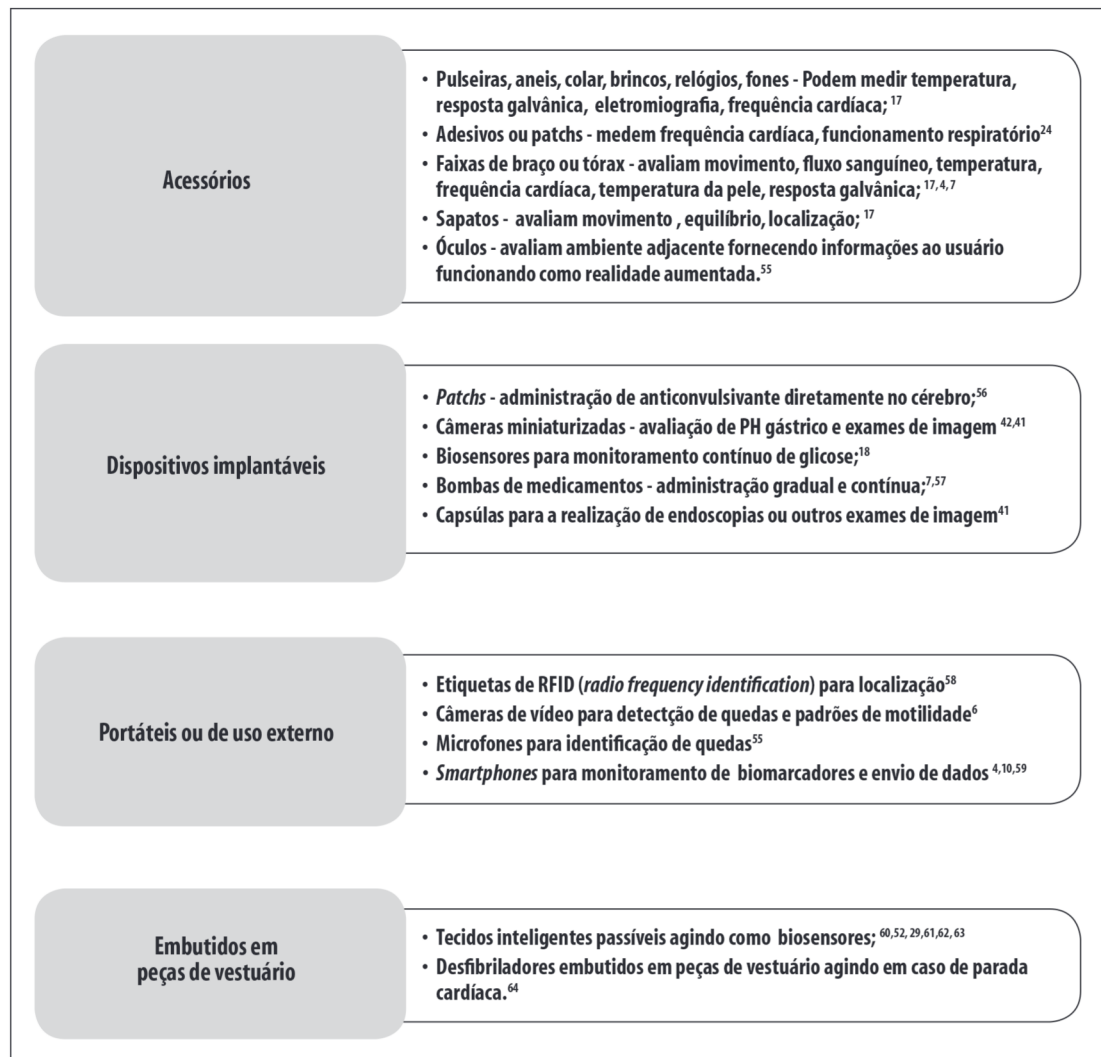 Acessórios
• Pulseiras, aneis, colar, brincos, relógios, fones - Podem medir temperatura,
resposta galvânica, eletromiografia, frequência cardíaca; 17
• Adesivos ou patchs - medem frequência cardíaca, funcionamento respiratório24
• Faixas de braço ou tórax - avaliam movimento, fluxo sanguíneo, temperatura,
frequência cardíaca, temperatura da pele, resposta galvânica; 17, 4, 7
• Sapatos - avaliam movimento , equilíbrio, localização; 17
• Óculos - avaliam ambiente adjacente fornecendo informações ao usuário
funcionando como realidade aumentada.55
Dispositivos implantáveis
• Patchs - administração de anticonvulsivante diretamente no cérebro;56
• Câmeras miniaturizadas - avaliação de PH gástrico e exames de imagem 42,41
• Biosensores para monitoramento contínuo de glicose;18
• Bombas de medicamentos - administração gradual e contínua;7,57
• Capsúlas para a realização de endoscopias ou outros exames de imagem41
Portáteis ou de uso externo
• Etiquetas de RFID (radio frequency identification) para localização58
• Câmeras de vídeo para detectção de quedas e padrões de motilidade6
• Microfones para identificação de quedas55
• Smartphones para monitoramento de biomarcadores e envio de dados 4,10,59
Embutidos em
peças de vestuário
• Tecidos inteligentes passíveis agindo como biosensores; 60,52, 29,61,62, 63
• Desfibriladores embutidos em peças de vestuário agindo em caso de parada
cardíaca.64